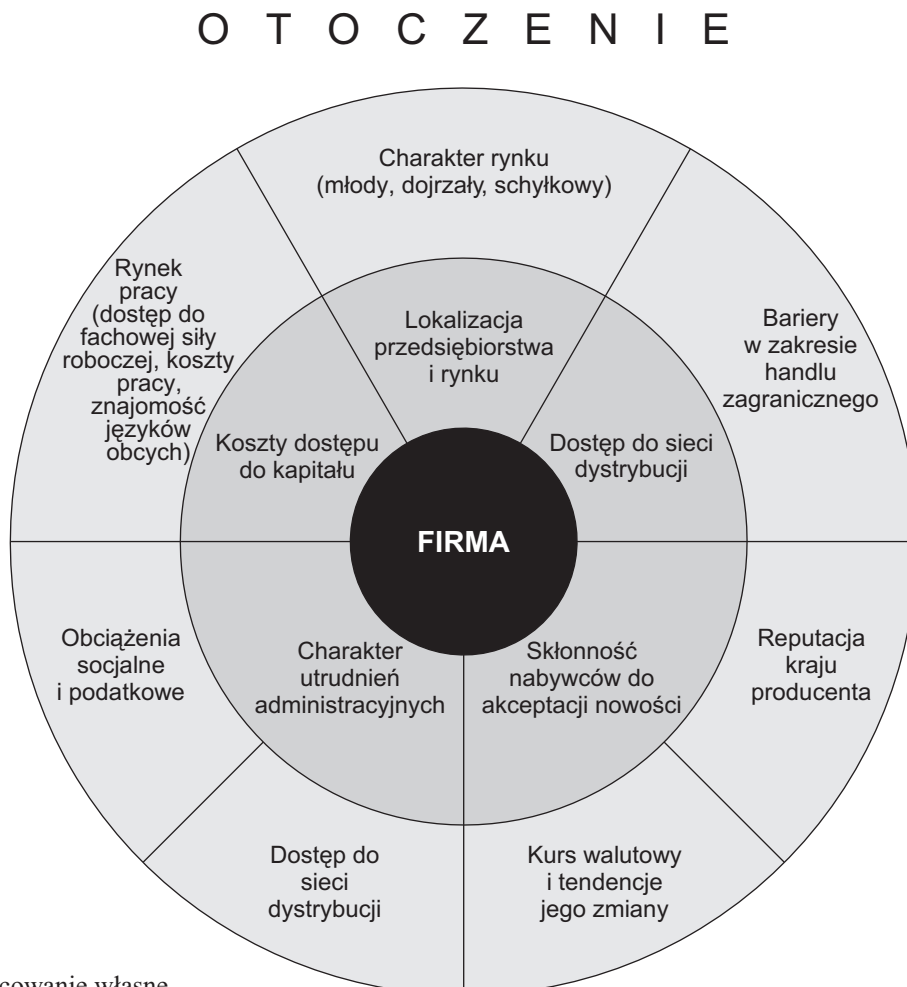 O T O C Z E N I E
Charakter rynku
(młody, dojrzały, schyłkowy)
Rynek
pracy
(dostęp do
fachowej siły
roboczej, koszty
pracy,
znajomość
języków
obcych)
Bariery
w zakresie
handlu
zagranicznego
Lokalizacja
przedsiębiorstwa
i rynku
Koszty dostępu
do kapitału
Dostęp do sieci
dystrybucji
FIRMA
Obciążenia
socjalne
i podatkowe
Charakter
utrudnień
administracyjnych
Skłonność
nabywców do
akceptacji nowości
Reputacja
kraju
producenta
Dostęp do
sieci
dystrybucji
Kurs walutowy
i tendencje
jego zmiany
własne